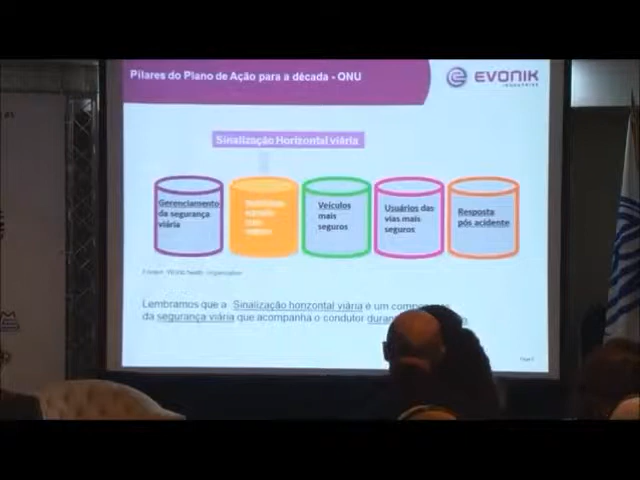 Pilares do Plano de Ação para a década - ONU
EVONIK
INDUSTRIES
Sinalização Horizontal viária
Gerenciamento
da segurança
viária
Veículos
mais
seguros
Usuários das
vias mais
seguros
Resposta
pós acidente
Lembramos que a Sinalização horizontal viária é um
da segurança viária que acompanha o condutor